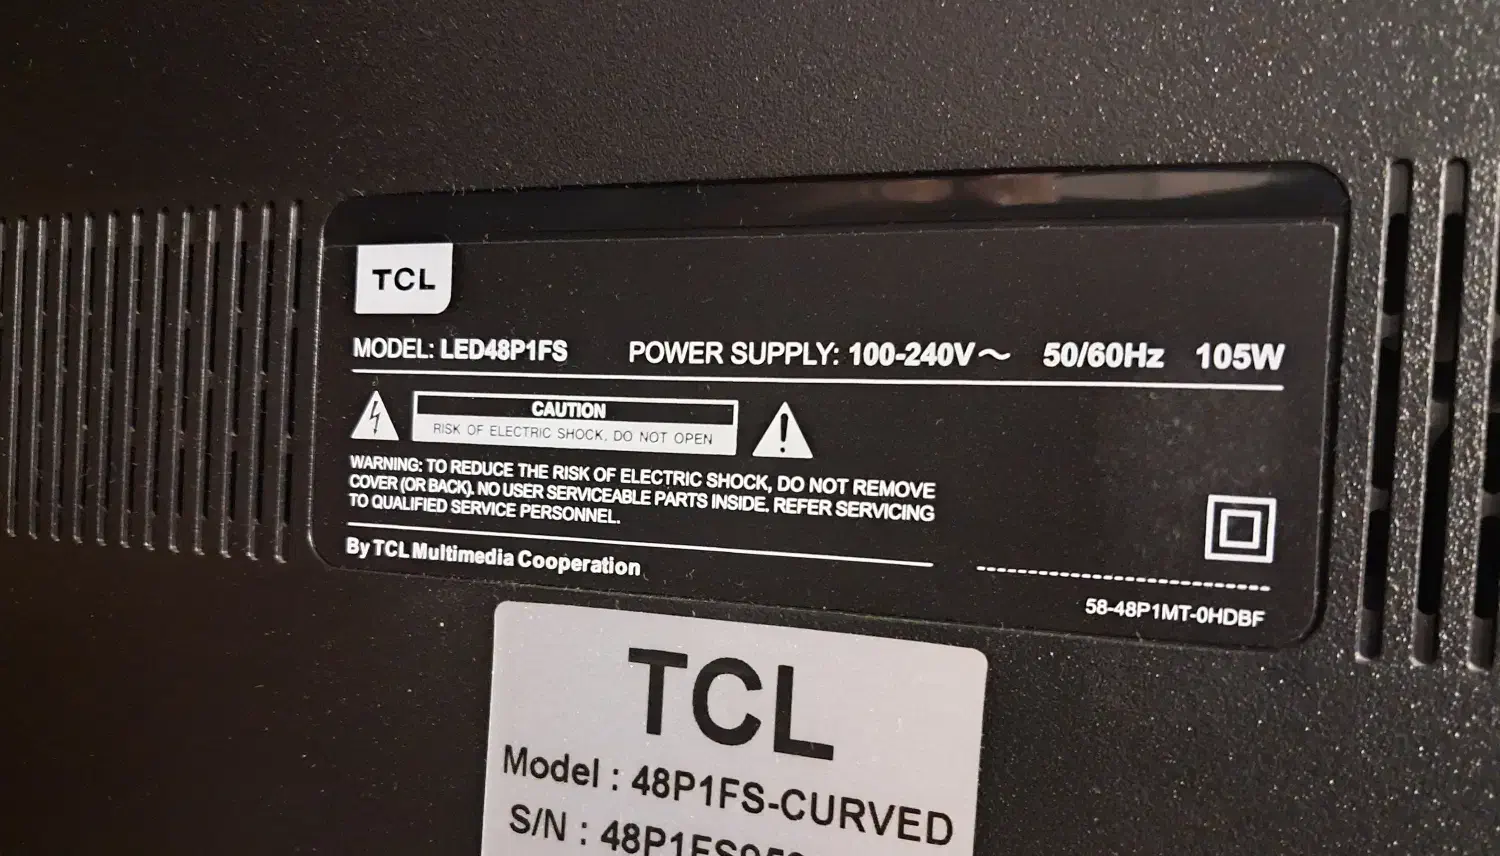 TCL
MODEL: LED48P1FS POWER SUPPLY: 100-240V～ 50/60Hz 105W
CAUTION
RISK OF ELECTRIC SHOCK, DO NOT OPEN
WARNING: TO REDUCE THE RISK OF ELECTRIC SHOCK, DO NOT REMOVE
COVER (OR BACK). NO USER SERVICEABLE PARTS INSIDE. REFER SERVICING
TO QUALIFIED SERVICE PERSONNEL.
By TCL Multimedia Cooperation
58-48P1MT-0HDBF
TCL
Model : 48P1FS-CURVED
S/N :